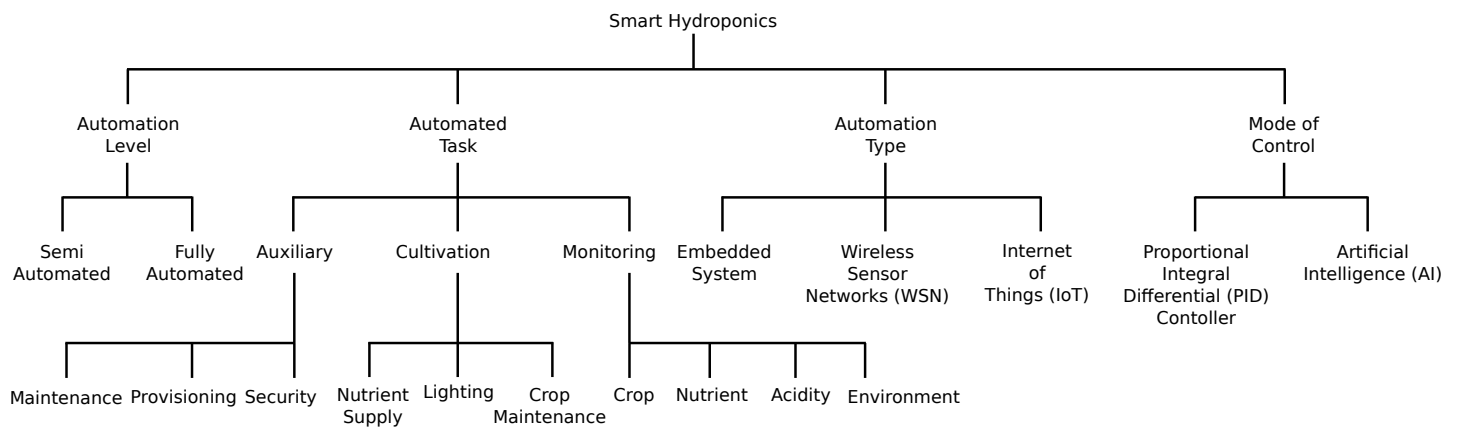 Smart Hydroponics
Automation
Level
Automated
Task
Automation
Type
Mode of
Control
Semi
Automated
Fully
Automated
Auxiliary
Cultivation
Monitoring
Embedded
System
Wireless
Sensor
Networks (WSN)
Internet
of
Things (IoT)
Proportional
Integral
Differential (PID)
Contoller
Artificial
Intelligence (AI)
Maintenance
Provisioning
Security
Nutrient
Supply
Lighting
Crop
Maintenance
Crop
Nutrient
Acidity
Environment